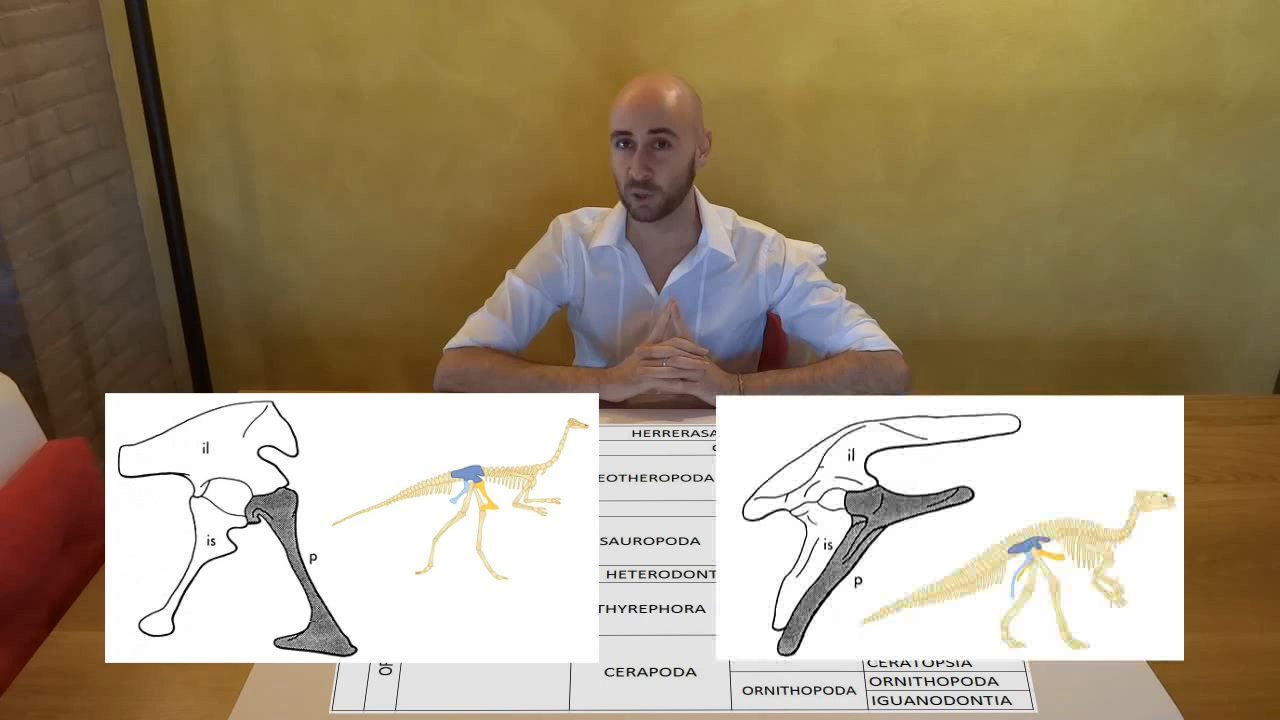 il
is
p
il
is
p
HERRERASA
EOTHEROPODA
SAUROPODA
HETERODONT
THYREPHORA
CERAPODA
ORNITHOPODA
CERATOPSIA
ORNITHOPODA
IGUANODONTIA